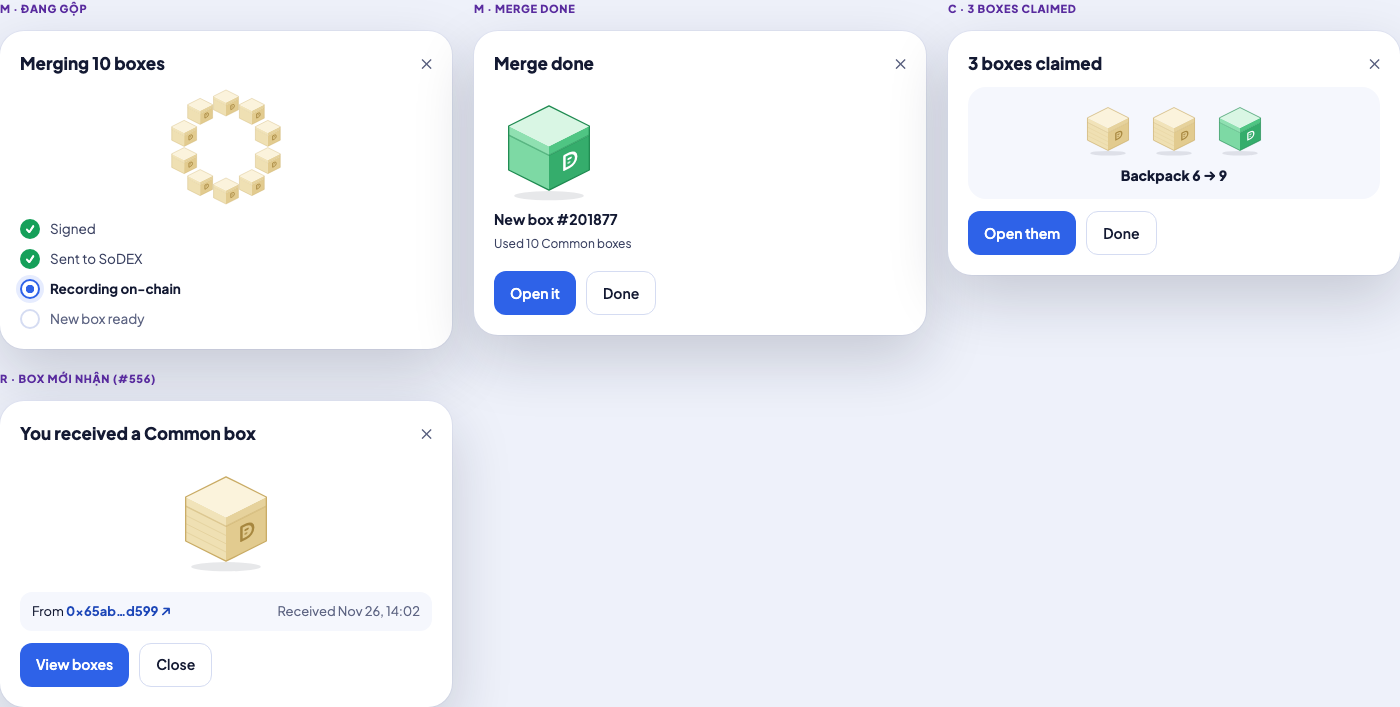 M · ĐANG GỘP
Merging 10 boxes
Signed
Sent to SoDEX
Recording on-chain
New box ready
M · MERGE DONE
Merge done
New box #201877
Used 10 Common boxes
Open it
Done
C · 3 BOXES CLAIMED
3 boxes claimed
Backpack 6 → 9
Open them
Done
R · BOX MỚI NHẬN (#556)
You received a Common box
From 0×65ab…d599 ↗
Received Nov 26, 14:02
View boxes
Close